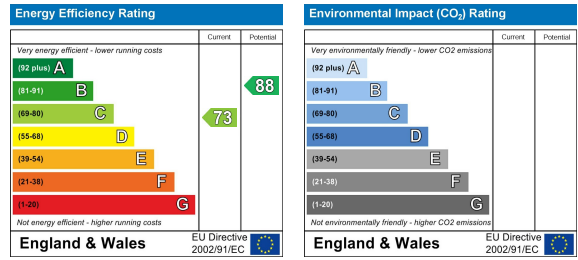 Energy Efficiency Rating
Current Potential
Very energy efficient - lower running costs
(92 plus) A
(81-91) B
88
(69-80) C
73
(55-68) D
(39-54) E
(21-38) F
(1-20) G
Not energy efficient - higher running costs
England & Wales
EU Directive
2002/91/EC
Environmental Impact (CO₂) Rating
Current Potential
Very environmentally friendly - lower CO2 emissions
(92 plus) A
(81-91) B
(69-80) C
(55-68) D
(39-54) E
(21-38) F
(1-20) G
Not environmentally friendly - higher CO2 emissions
England & Wales
EU Directive
2002/91/EC